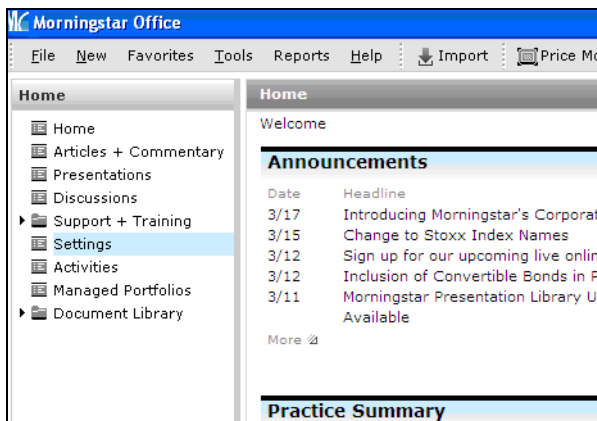 Morningstar Office
File New Favorites Tools Reports Help Import Price
Home
Home
Articles + Commentary
Presentations
Discussions
Support + Training
Settings
Activities
Managed Portfolios
Document Library
Home
Welcome
Announcements
Date Headline
3/17 Introducing Morningstar's
3/15 Change to Stoxx Index Names
3/12 Sign up for our upcoming live
3/12 Inclusion of Convertible Bonds in
3/11 Morningstar Presentation Library
Available
More
Practice Summary